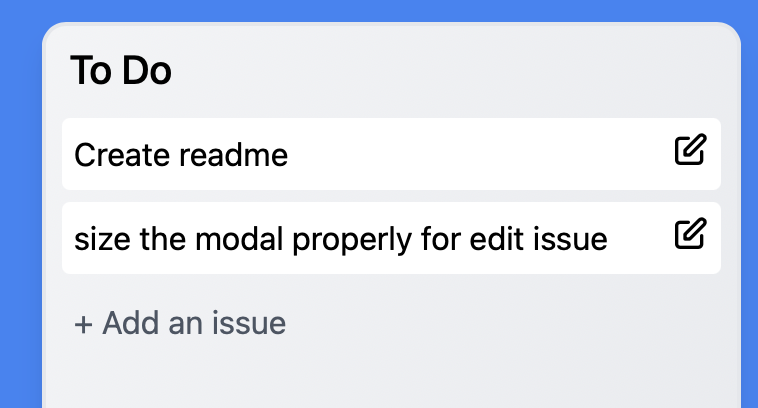 To Do
Create readme
size the modal properly for edit issue
+ Add an issue